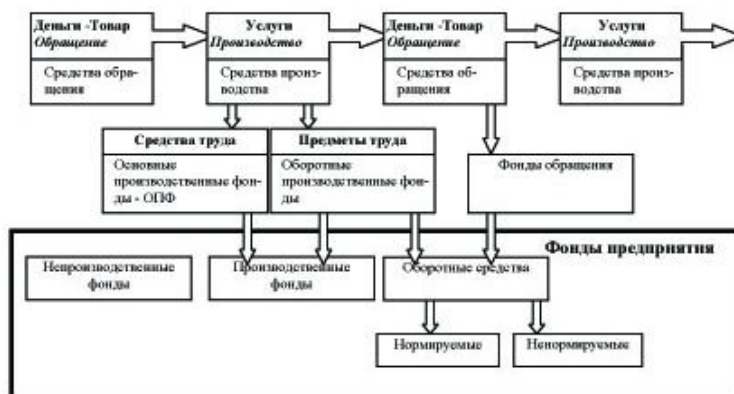 Деньги -Товар
Обращение
Средства обра-
щения
Услуги
Производство
Средства произ-
водства
Деньги -Товар
Обращение
Средства об-
ращения
Услуги
Производство
Средства произ-
водства
Средства труда
Основные
производственные фон-
ды - ОПФ
Предметы труда
Оборотные
производственные фон-
ды
Фонды обращения
Фонды предприятия
Непроизводственные
фонды
Производственные
фонды
Оборотные средства
Нормируемые
Ненормируемые